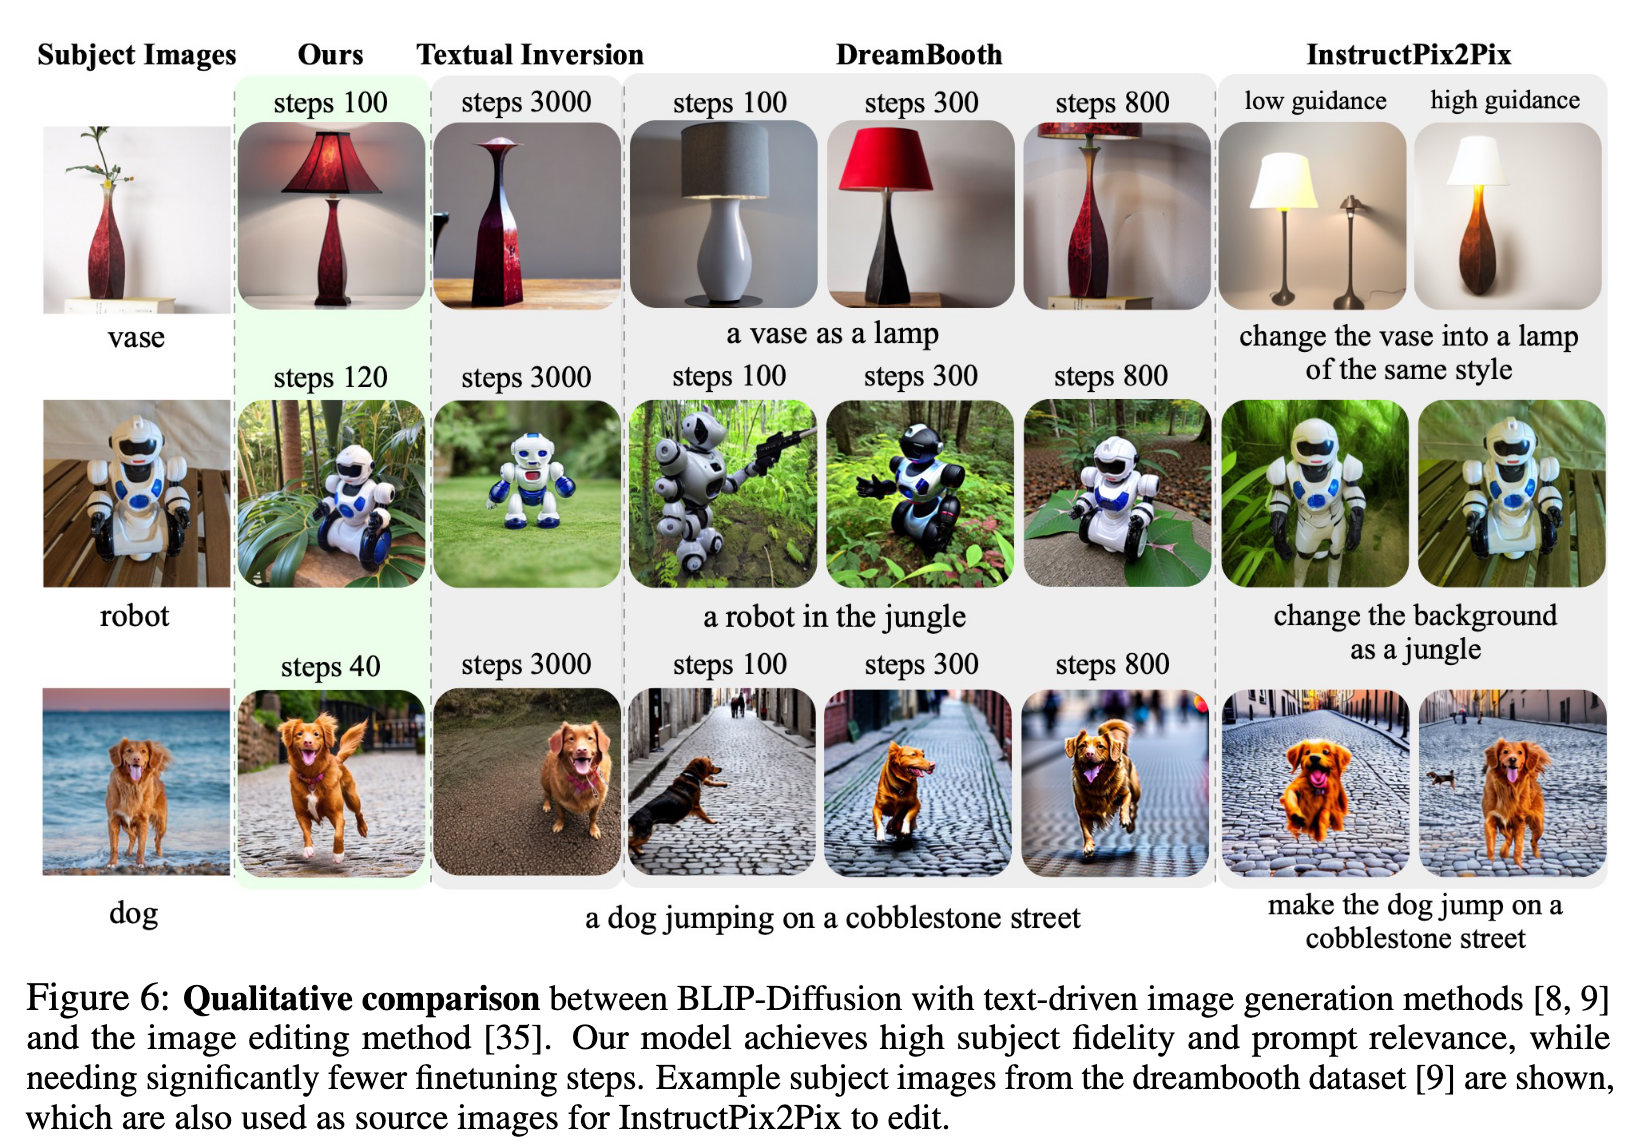 Subject Images Ours Textual Inversion DreamBooth InstructPix2Pix
steps 100 steps 3000 steps 100 steps 300 steps 800 low guidance high guidance
vase
a vase as a lamp
change the vase into a lamp
of the same style
steps 120 steps 3000 steps 100 steps 300 steps 800
robot
a robot in the jungle
change the background
as a jungle
steps 40 steps 3000 steps 100 steps 300 steps 800
dog
a dog jumping on a cobblestone street
make the dog jump on a
cobblestone street
Figure 6: Qualitative comparison between BLIP-Diffusion with text-driven image generation methods [8, 9]
and the image editing method [35]. Our model achieves high subject fidelity and prompt relevance, while
needing significantly fewer finetuning steps. Example subject images from the dreambooth dataset [9] are shown,
which are also used as source images for InstructPix2Pix to edit.